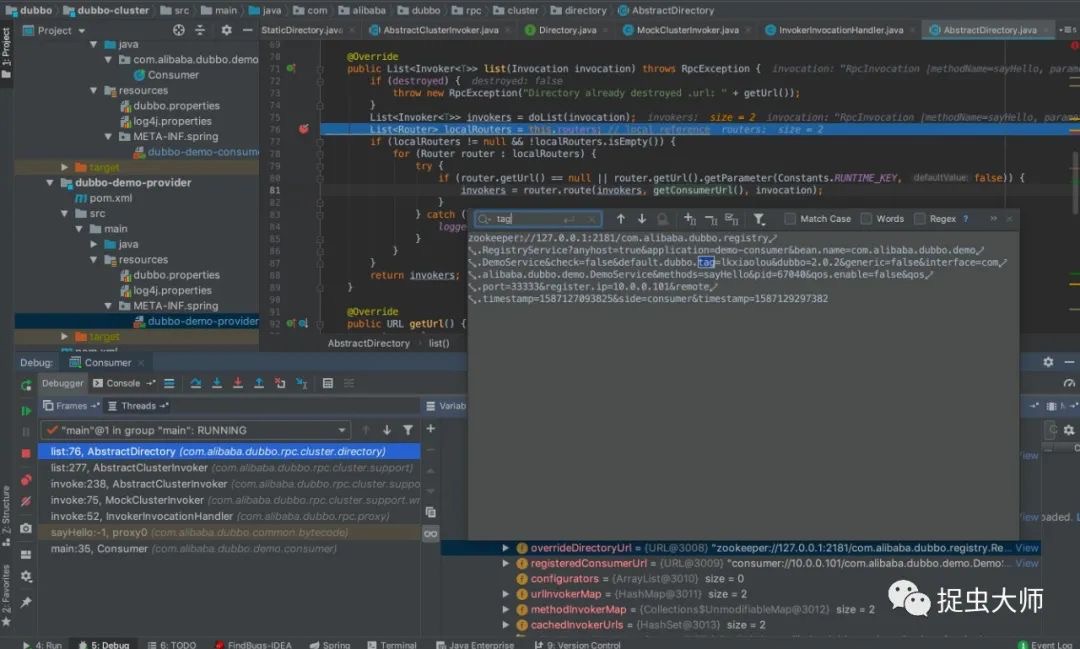 dubbo dubbo-cluster src main java com alibaba dubbo rpc cluster directory AbstractDirectory
1: Project
Project
StaticDirectory.java AbstractClusterInvoker.java Directory.java MockClusterInvoker.java InvokerInvocationHandler.java AbstractDirectory.java
java
com.alibaba.dubbo.demo
Consumer
resources
dubbo.properties
log4j.properties
META-INF.spring
dubbo-demo-consume
target
dubbo-demo-provider
pom.xml
src
main
java
resources
dubbo.properties
log4j.properties
META-INF.spring
dubbo-demo-provider
target
pom.xml
69
70 @Override
71 public List<Invoker<T>> list(Invocation invocation) throws RpcException { invocation: "RpcInvocation [methodName=sayHello, param
72 if (destroyed) { destroyed: false
73 throw new RpcException("Directory already destroyed .url: " + getUrl());
74 }
75 List<Invoker<T>> invokers = doList(invocation); invokers: size = 2 invocation: "RpcInvocation [methodName=sayHello, para
76 List<Router> localRouters = this.routers; // local reference routers: size = 2
77 if (localRouters != null && !localRouters.isEmpty()) {
78 for (Router router : localRouters) {
79 try {
80 if (router.getUrl() == null || router.getUrl().getParameter(Constants.RUNTIME_KEY, defaultValue: false)) {
81 invokers = router.route(invokers, getConsumerUrl(), invocation);
82 }
83 } catch (
84 logge
85 }
86 }
87 }
88 return invokers;
89 }
90
91 @Override
92 public URL getUrl() {
AbstractDirectory list()
tag Match Case Words Regex ?
zookeeper://127.0.0.1:2181/com.alibaba.dubbo.registry
.RegistryService?anyhost=true&application=demo-consumer&bean.name=com.alibaba.dubbo.demo
.DemoService&check=false&default.dubbo.tag=lkxiaolou&dubbo=2.0.2&generic=false&interface=com
.alibaba.dubbo.demo.DemoService&methods=sayHello&pid=67040&qos.enable=false&qos
.port=33333&register.ip=10.0.0.101&remote
.timestamp=1587127093825&side=consumer&timestamp=1587129297382
Debug: Consumer
Debugger Console
Frames Threads Variab
"main"@1 in group "main": RUNNING
list:76, AbstractDirectory (com.alibaba.dubbo.rpc.cluster.directory)
list:277, AbstractClusterInvoker (com.alibaba.dubbo.rpc.cluster.support)
invoke:238, AbstractClusterInvoker (com.alibaba.dubbo.rpc.cluster.suppo
invoke:75, MockClusterInvoker (com.alibaba.dubbo.rpc.cluster.support.wr
invoke:52, InvokerInvocationHandler (com.alibaba.dubbo.rpc.proxy)
sayHello:-1, proxy0 (com.alibaba.dubbo.common.bytecode)
main:35, Consumer (com.alibaba.dubbo.demo.consumer)
View
View
oaded.
overrideDirectoryUrl = {URL@3008} "zookeeper://127.0.0.1:2181/com.alibaba.dubbo.registry.Re... View
registeredConsumerUrl = {URL@3009} "consumer://10.0.0.101/com.alibaba.dubbo.demo.Demo... View
configurators = {ArrayList@3010} size = 0
urlInvokerMap = {HashMap@3011} size = 2
methodInvokerMap = {Collections$UnmodifiableMap@3012} size = 2
cachedInvokerUrls = {HashSet@3013} size = 2
捉虫大师
Z: Structure
2: Favorites
4: Run 5: Debug 6: TODO FindBugs-IDEA Spring Terminal Java Enterprise 9: Version Control 1 Event Log